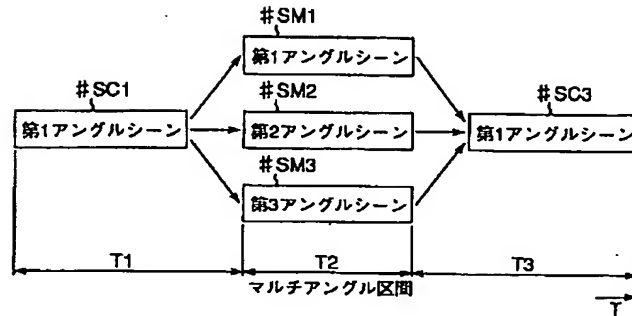 #SM1
第1アングルシーン
#SC1
第1アングルシーン
#SM2
第2アングルシーン
#SC3
第1アングルシーン
#SM3
第3アングルシーン
T1
T2
T3
マルチアングル区間
T